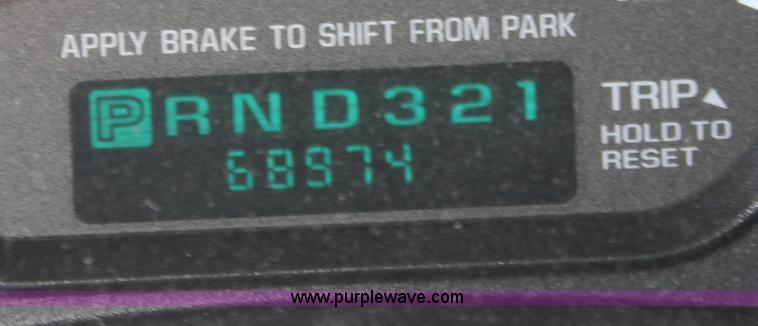 APPLY BRAKE TO SHIFT FROM PARK
PRND321
68974
TRIP▲
HOLD TO
RESET
www.purplewave.com